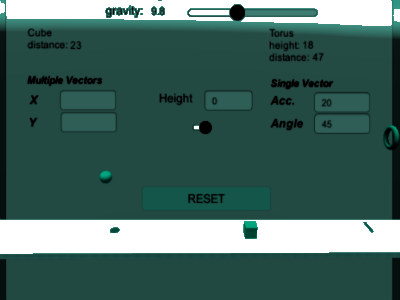 gravity: 9.8
Cube
distance: 23
Torus
height: 18
distance: 47
Multiple Vectors
X
Y
Height 0
Single Vector
Acc. 20
Angle 45
RESET